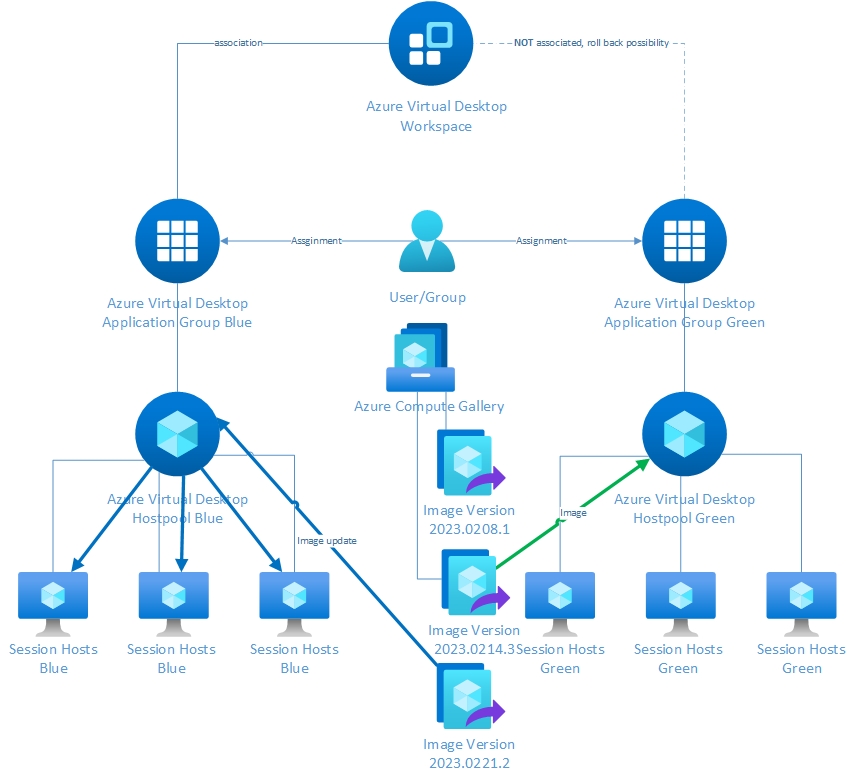 association
NOT associated, roll back possibility
Azure Virtual Desktop
Workspace
Assginment
Assignment
User/Group
Azure Virtual Desktop
Application Group Blue
Azure Virtual Desktop
Application Group Green
Azure Compute Gallery
Azure Virtual Desktop
Hostpool Blue
Image Version
2023.0208.1
Image
Azure Virtual Desktop
Hostpool Green
Image update
Session Hosts
Blue
Session Hosts
Blue
Session Hosts
Blue
Image Version
2023.0214.3
Session Hosts
Green
Session Hosts
Green
Session Hosts
Green
Image Version
2023.0221.2